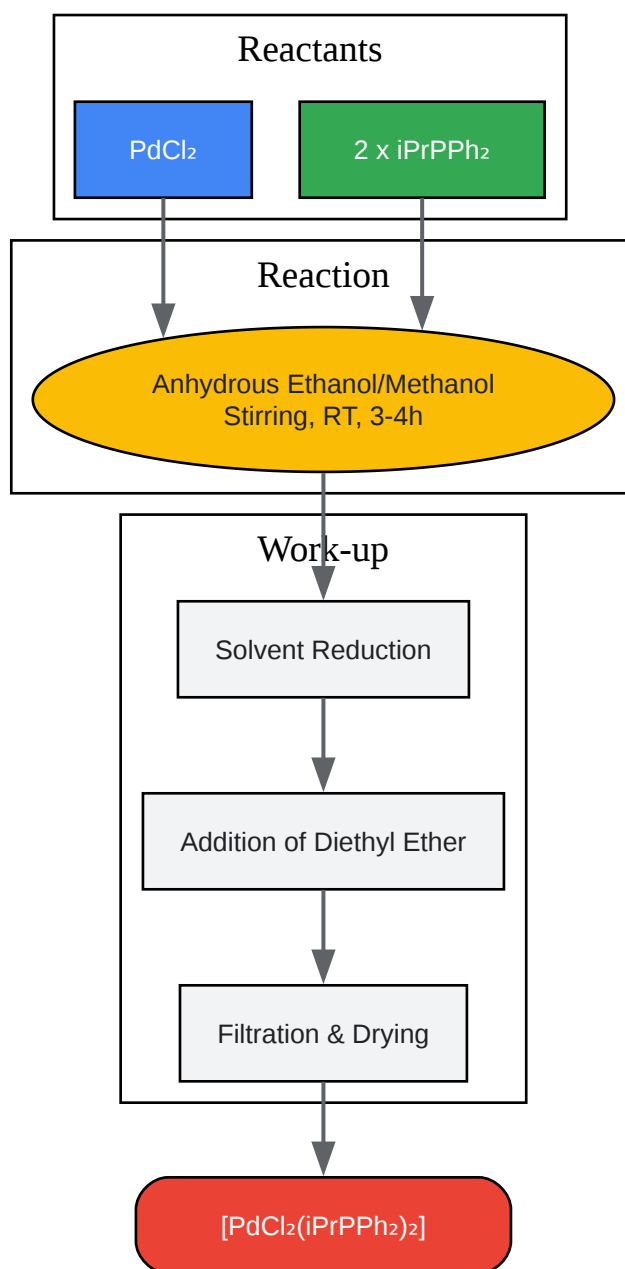 Reactants
PdCl₂
2 x iPrPPh₂
Reaction
Anhydrous Ethanol/Methanol
Stirring, RT, 3-4h
Work-up
Solvent Reduction
Addition of Diethyl Ether
Filtration & Drying
[PdCl₂(iPrPPh₂)₂]